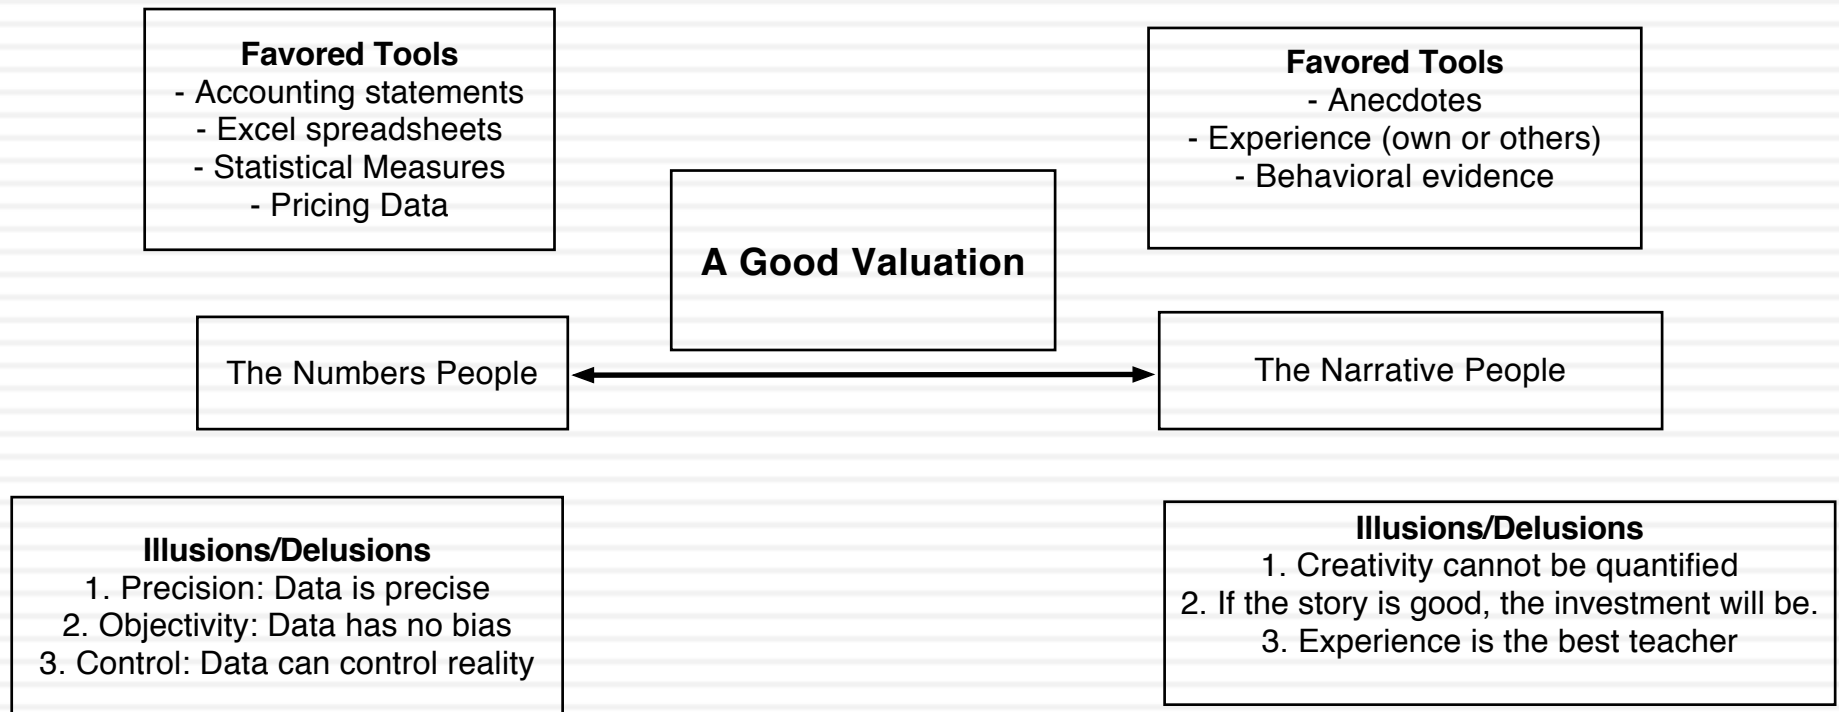 Favored Tools
- Accounting statements
- Excel spreadsheets
- Statistical Measures
- Pricing Data
Favored Tools
- Anecdotes
- Experience (own or others)
- Behavioral evidence
A Good Valuation
The Numbers People
The Narrative People
Illusions/Delusions
1. Precision: Data is precise
2. Objectivity: Data has no bias
3. Control: Data can control reality
Illusions/Delusions
1. Creativity cannot be quantified
2. If the story is good, the investment will be.
3. Experience is the best teacher